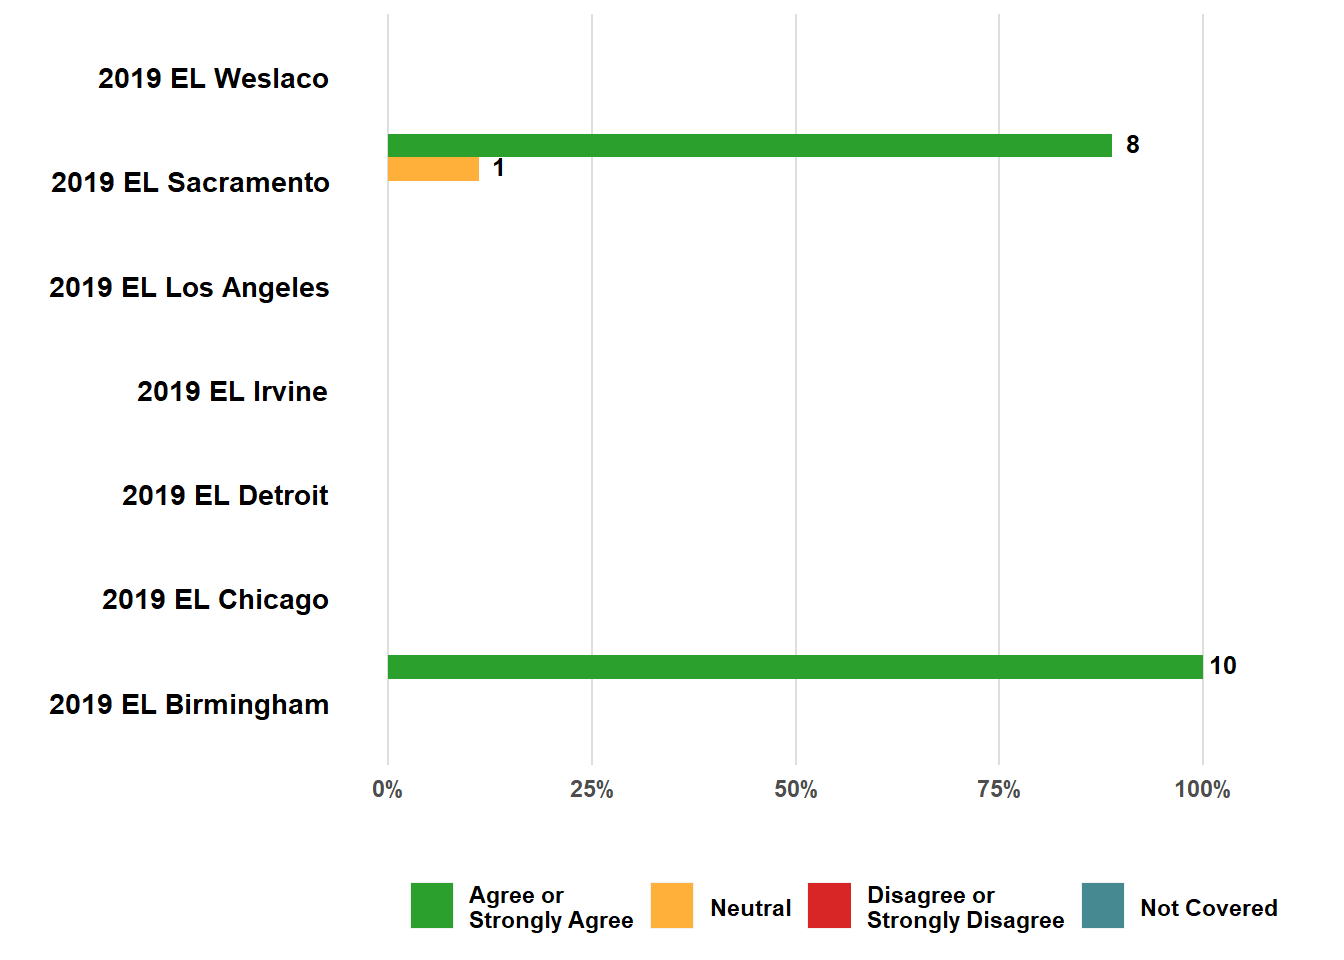 2019 EL Weslaco
8
1
2019 EL Sacramento
2019 EL Los Angeles
2019 EL Irvine
2019 EL Detroit
2019 EL Chicago
10
2019 EL Birmingham
0% 25% 50% 75% 100%
Agree or
Strongly Agree
Neutral
Disagree or
Strongly Disagree
Not Covered